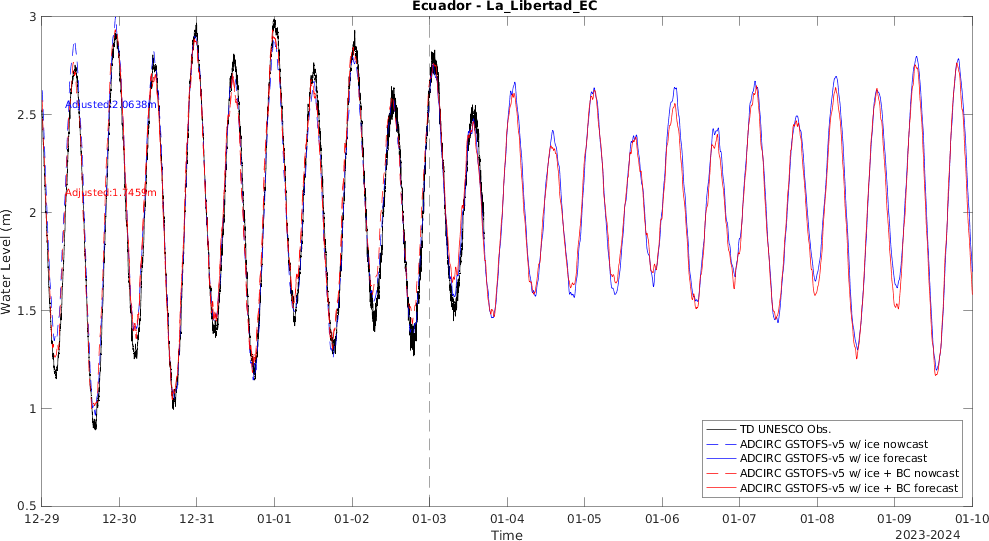 Ecuador - La_Libertad_EC
Water Level (m)
3
2.5
2
1.5
1
0.5
Adjusted:2.0638m
Adjusted:1.7459m
TD UNESCO Obs.
ADCIRC GSTOFS-v5 w/ ice nowcast
ADCIRC GSTOFS-v5 w/ ice forecast
ADCIRC GSTOFS-v5 w/ ice + BC nowcast
ADCIRC GSTOFS-v5 w/ ice + BC forecast
12-29 12-30 12-31 01-01 01-02 01-03 01-04 01-05 01-06 01-07 01-08 01-09 01-10
Time
2023-2024